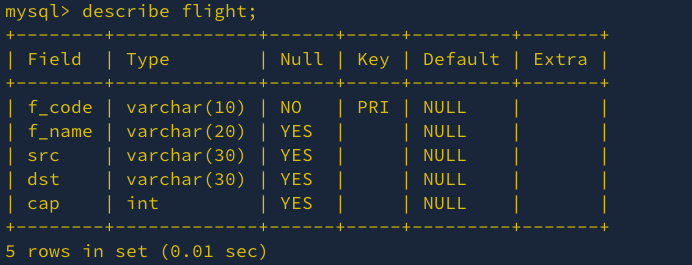 mysql> describe flight;
+--------+-------------+------+-----+---------+-------+
| Field  | Type        | Null | Key | Default | Extra |
+--------+-------------+------+-----+---------+-------+
| f_code | varchar(10) | NO   | PRI | NULL    |       |
| f_name | varchar(20) | YES  |     | NULL    |       |
| src    | varchar(30) | YES  |     | NULL    |       |
| dst    | varchar(30) | YES  |     | NULL    |       |
| cap    | int         | YES  |     | NULL    |       |
+--------+-------------+------+-----+---------+-------+
5 rows in set (0.01 sec)